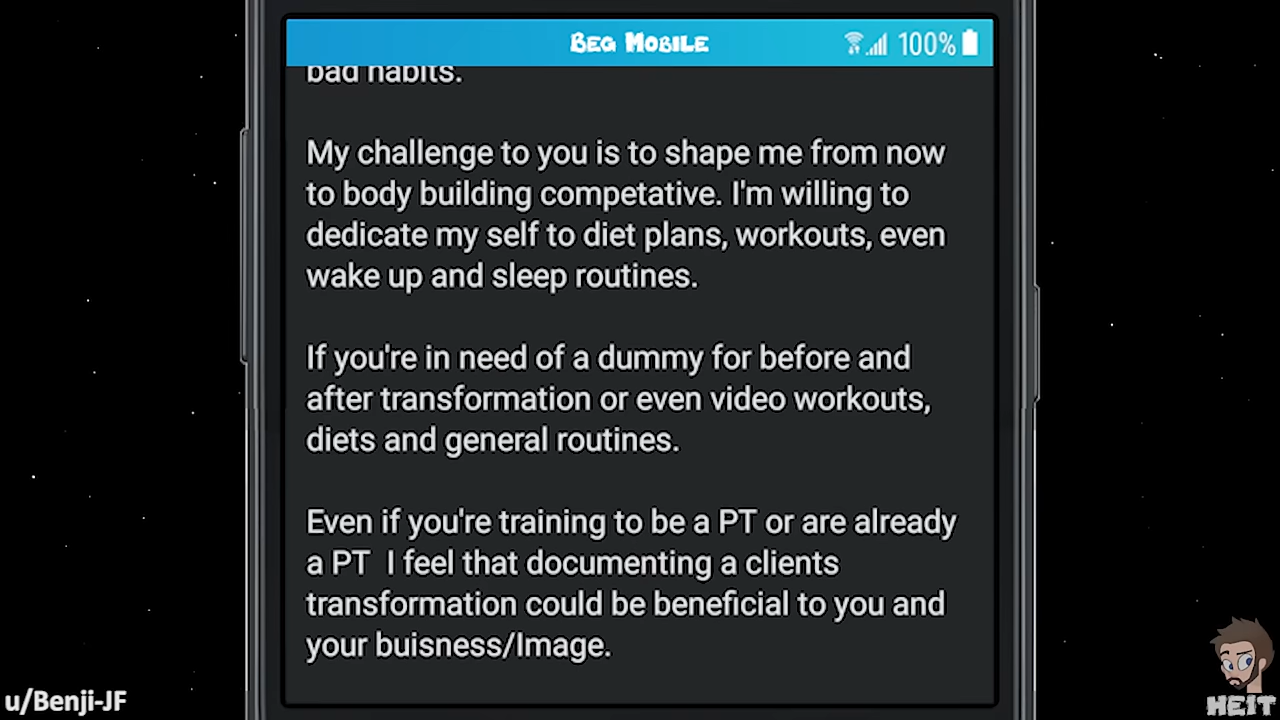 Beg Mobile
100%
bad habits.
My challenge to you is to shape me from now
to body building competative. I'm willing to
dedicate my self to diet plans, workouts, even
wake up and sleep routines.
If you're in need of a dummy for before and
after transformation or even video workouts,
diets and general routines.
Even if you're training to be a PT or are already
a PT  I feel that documenting a clients
transformation could be beneficial to you and
your buisness/Image.
u/Benji-JF
HEIT